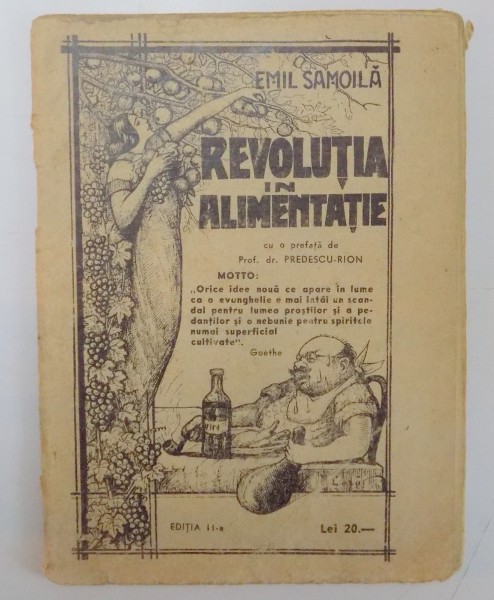 EMIL SAMOILĂ
REVOLUȚIA
IN
ALIMENTAȚIE
cu o prefață de
Prof. dr. PREDESCU-RION
MOTTO:
„Orice idee nouă ce apare în lume
ca o evanghelie e mai întâi un scan-
dal pentru lumea proștilor și a pe-
danților și o nebunie pentru spiritele
numai superficial
cultivate".
Goethe
EDIȚIA II-a
Lei 20.—